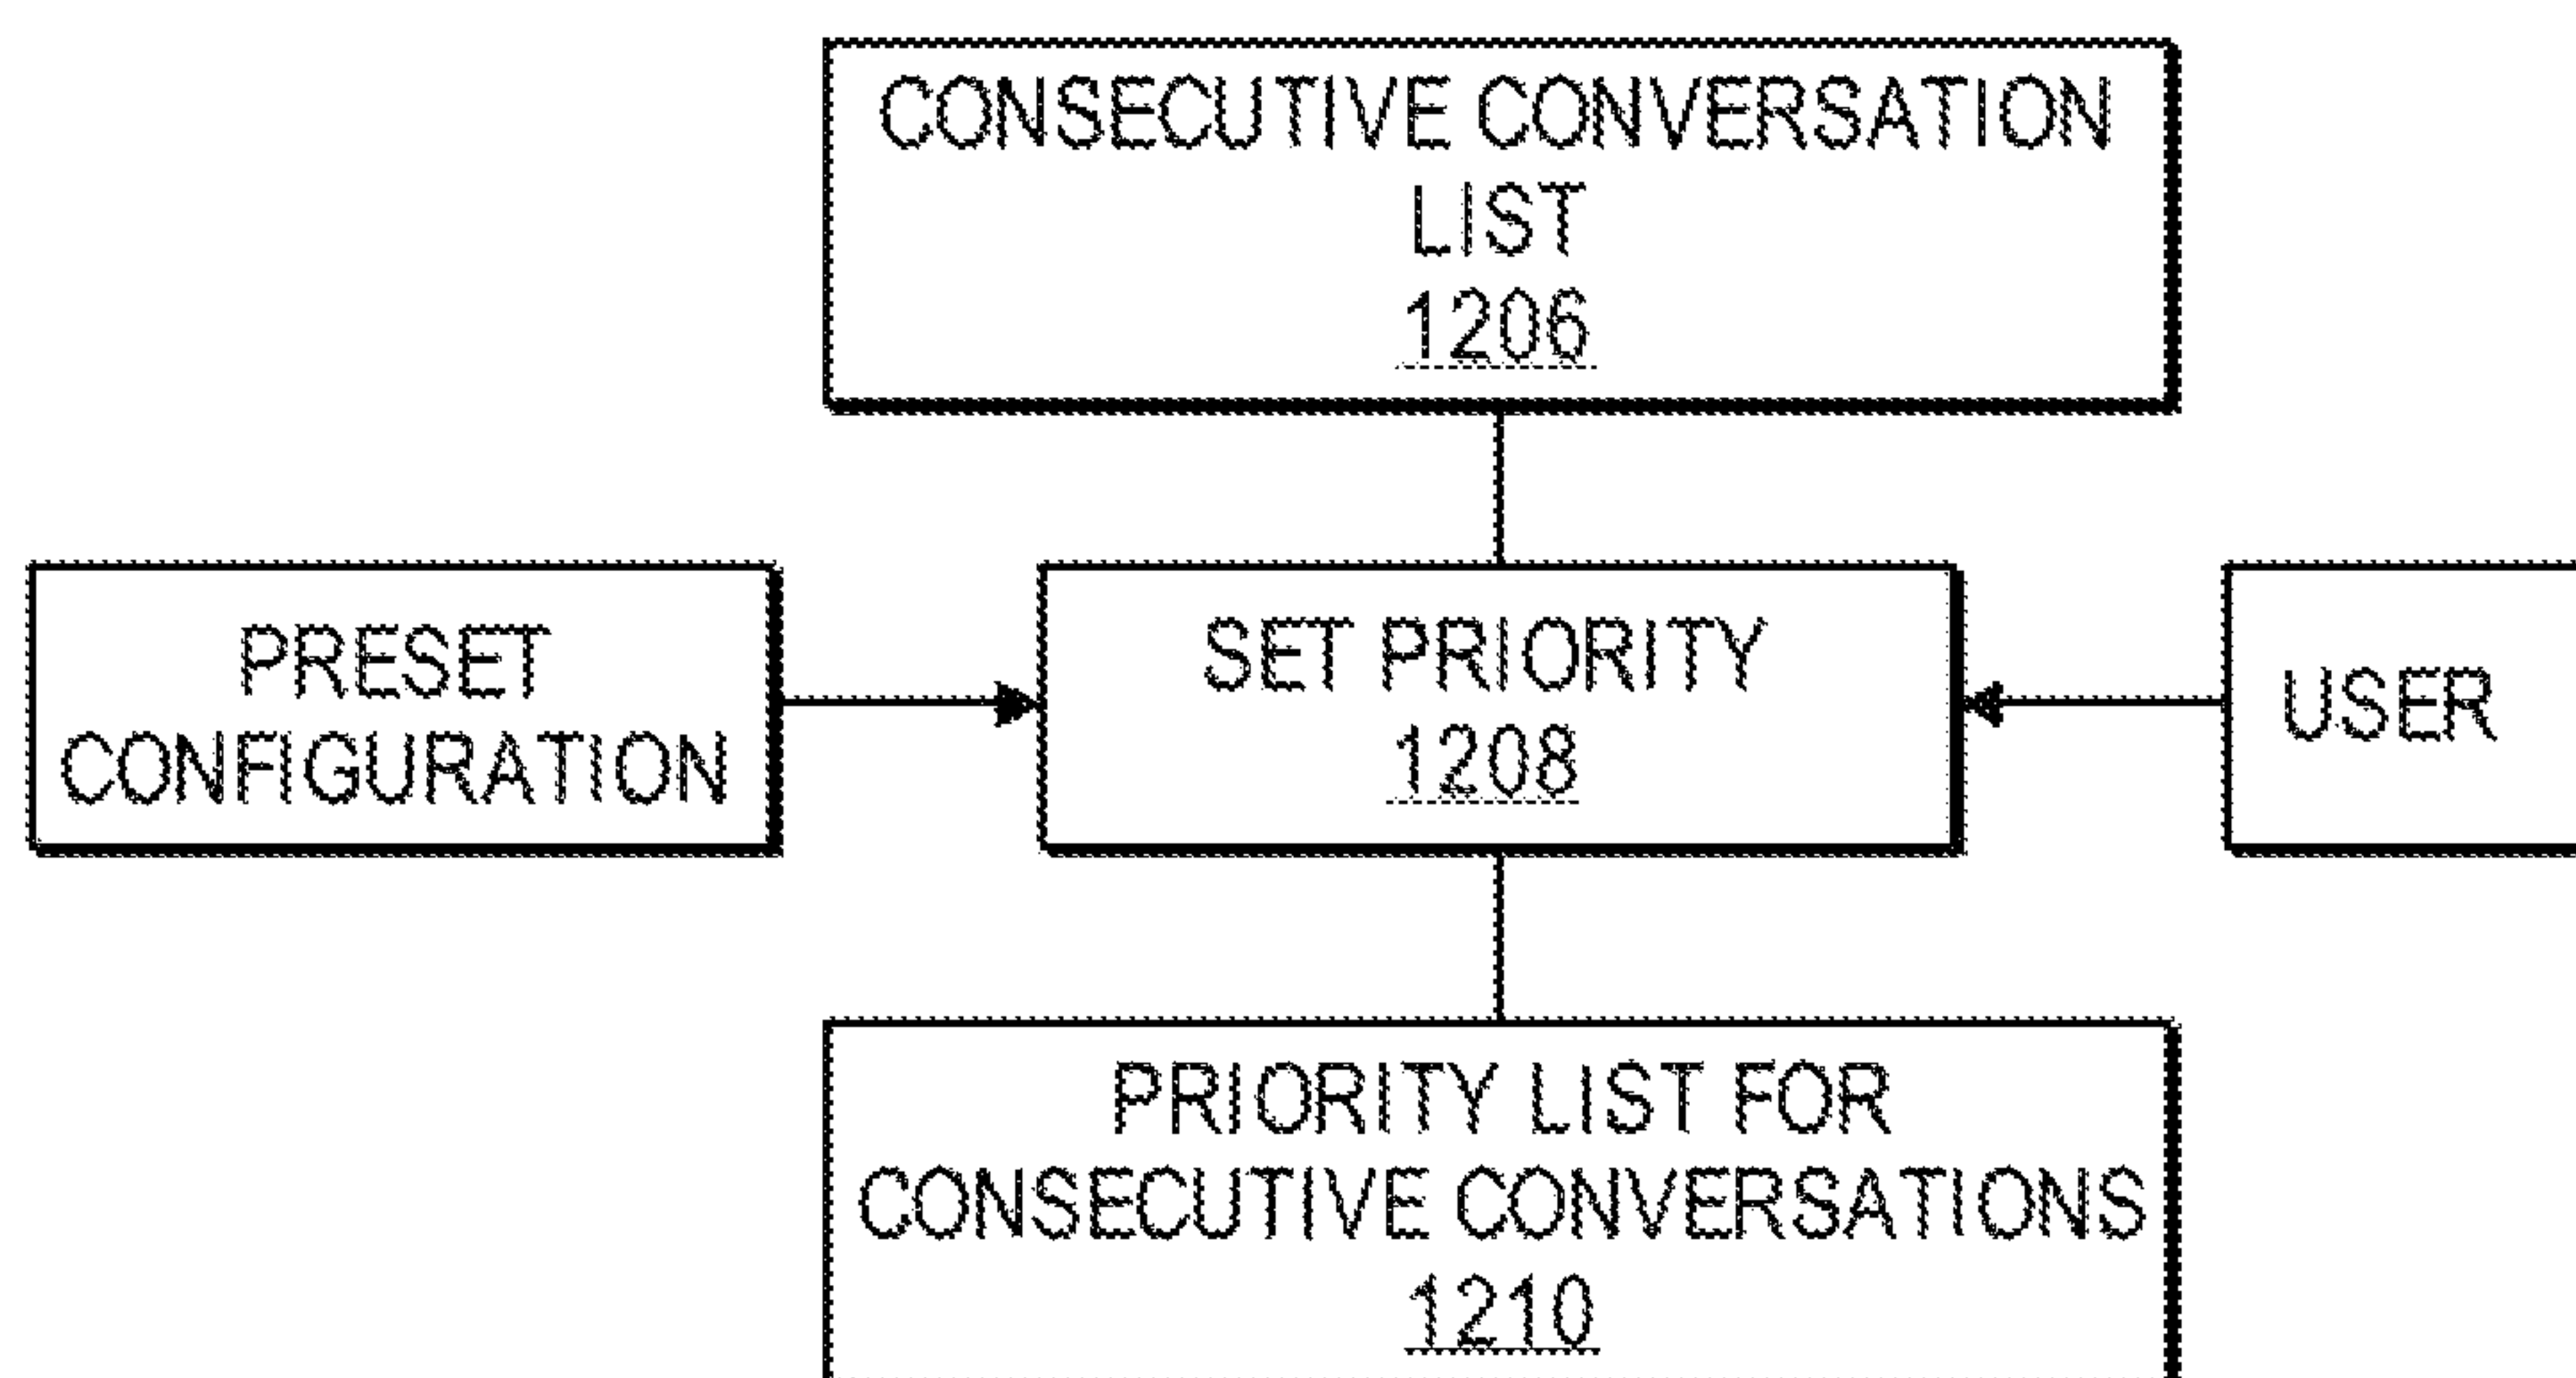 CONSECUTIVE CONVERSATION
LIST
1206
PRESET
CONFIGURATION
SET PRIORITY
1208
USER
PRIORITY LIST FOR
CONSECUTIVE CONVERSATIONS
1210